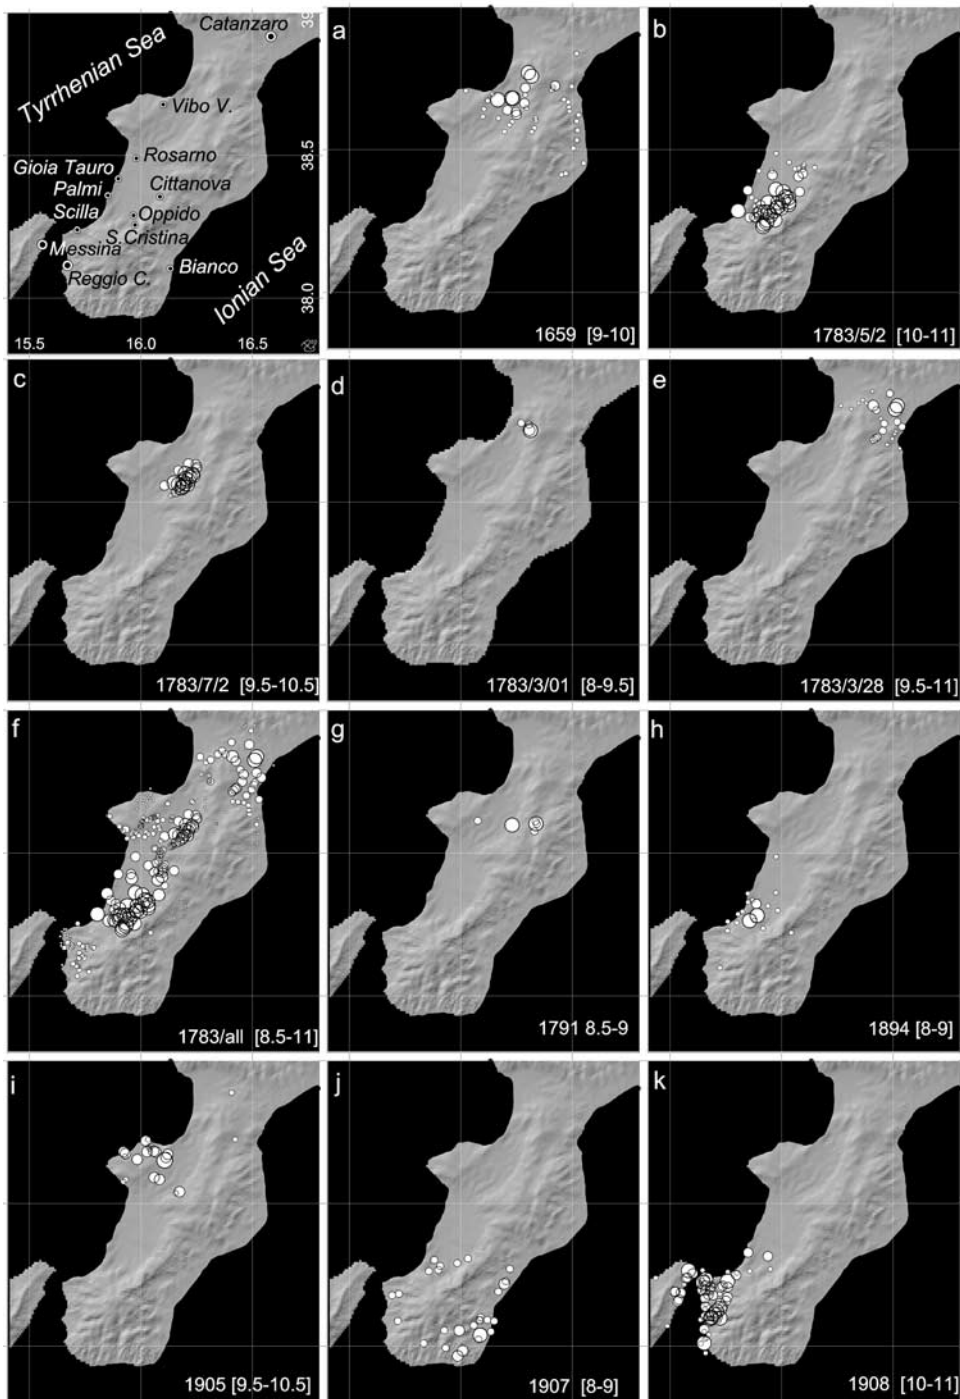 Catanzaro
39
Tyrrhenian Sea
Vibo V.
Rosarno
38.5
Gioia Tauro
Cittanova
Palmi
Oppido
Scilla
S.Cristina
Messina
Bianco
Reggio C.
Ionian Sea
38.0
15.5 16.0 16.5
a
1659 [9-10]
b
1783/5/2 [10-11]
c
1783/7/2 [9.5-10.5]
d
1783/3/01 [8-9.5]
e
1783/3/28 [9.5-11]
f
1783/all [8.5-11]
g
1791 8.5-9
h
1894 [8-9]
i
1905 [9.5-10.5]
j
1907 [8-9]
k
1908 [10-11]